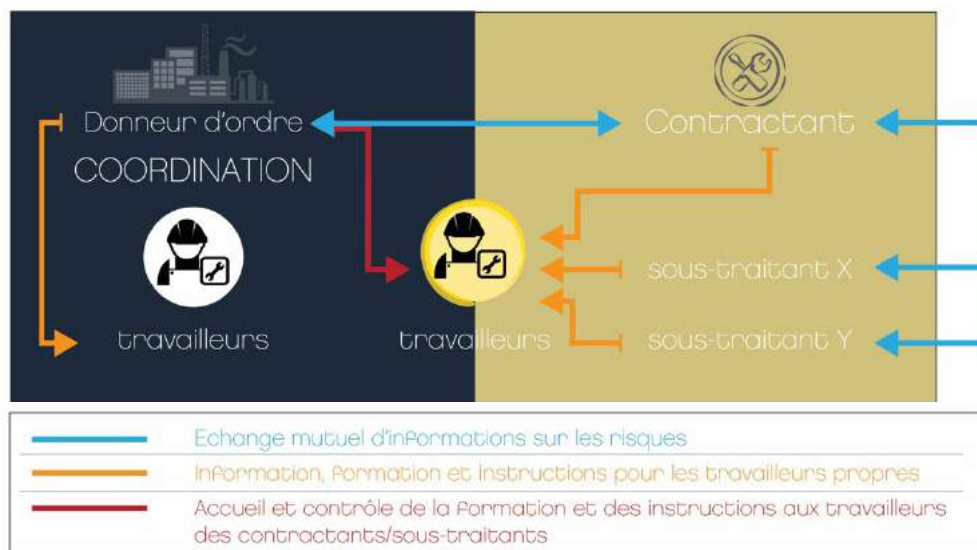 Donneur d'ordre
Contractant
COORDINATION
sous-traitant X
travailleurs
travailleurs
sous-traitant Y
Echange mutuel d'informations sur les risques
Information, formation et instructions pour les travailleurs propres
Accueil et contrôle de la formation et des instructions aux travailleurs
des contractants/sous-traitants